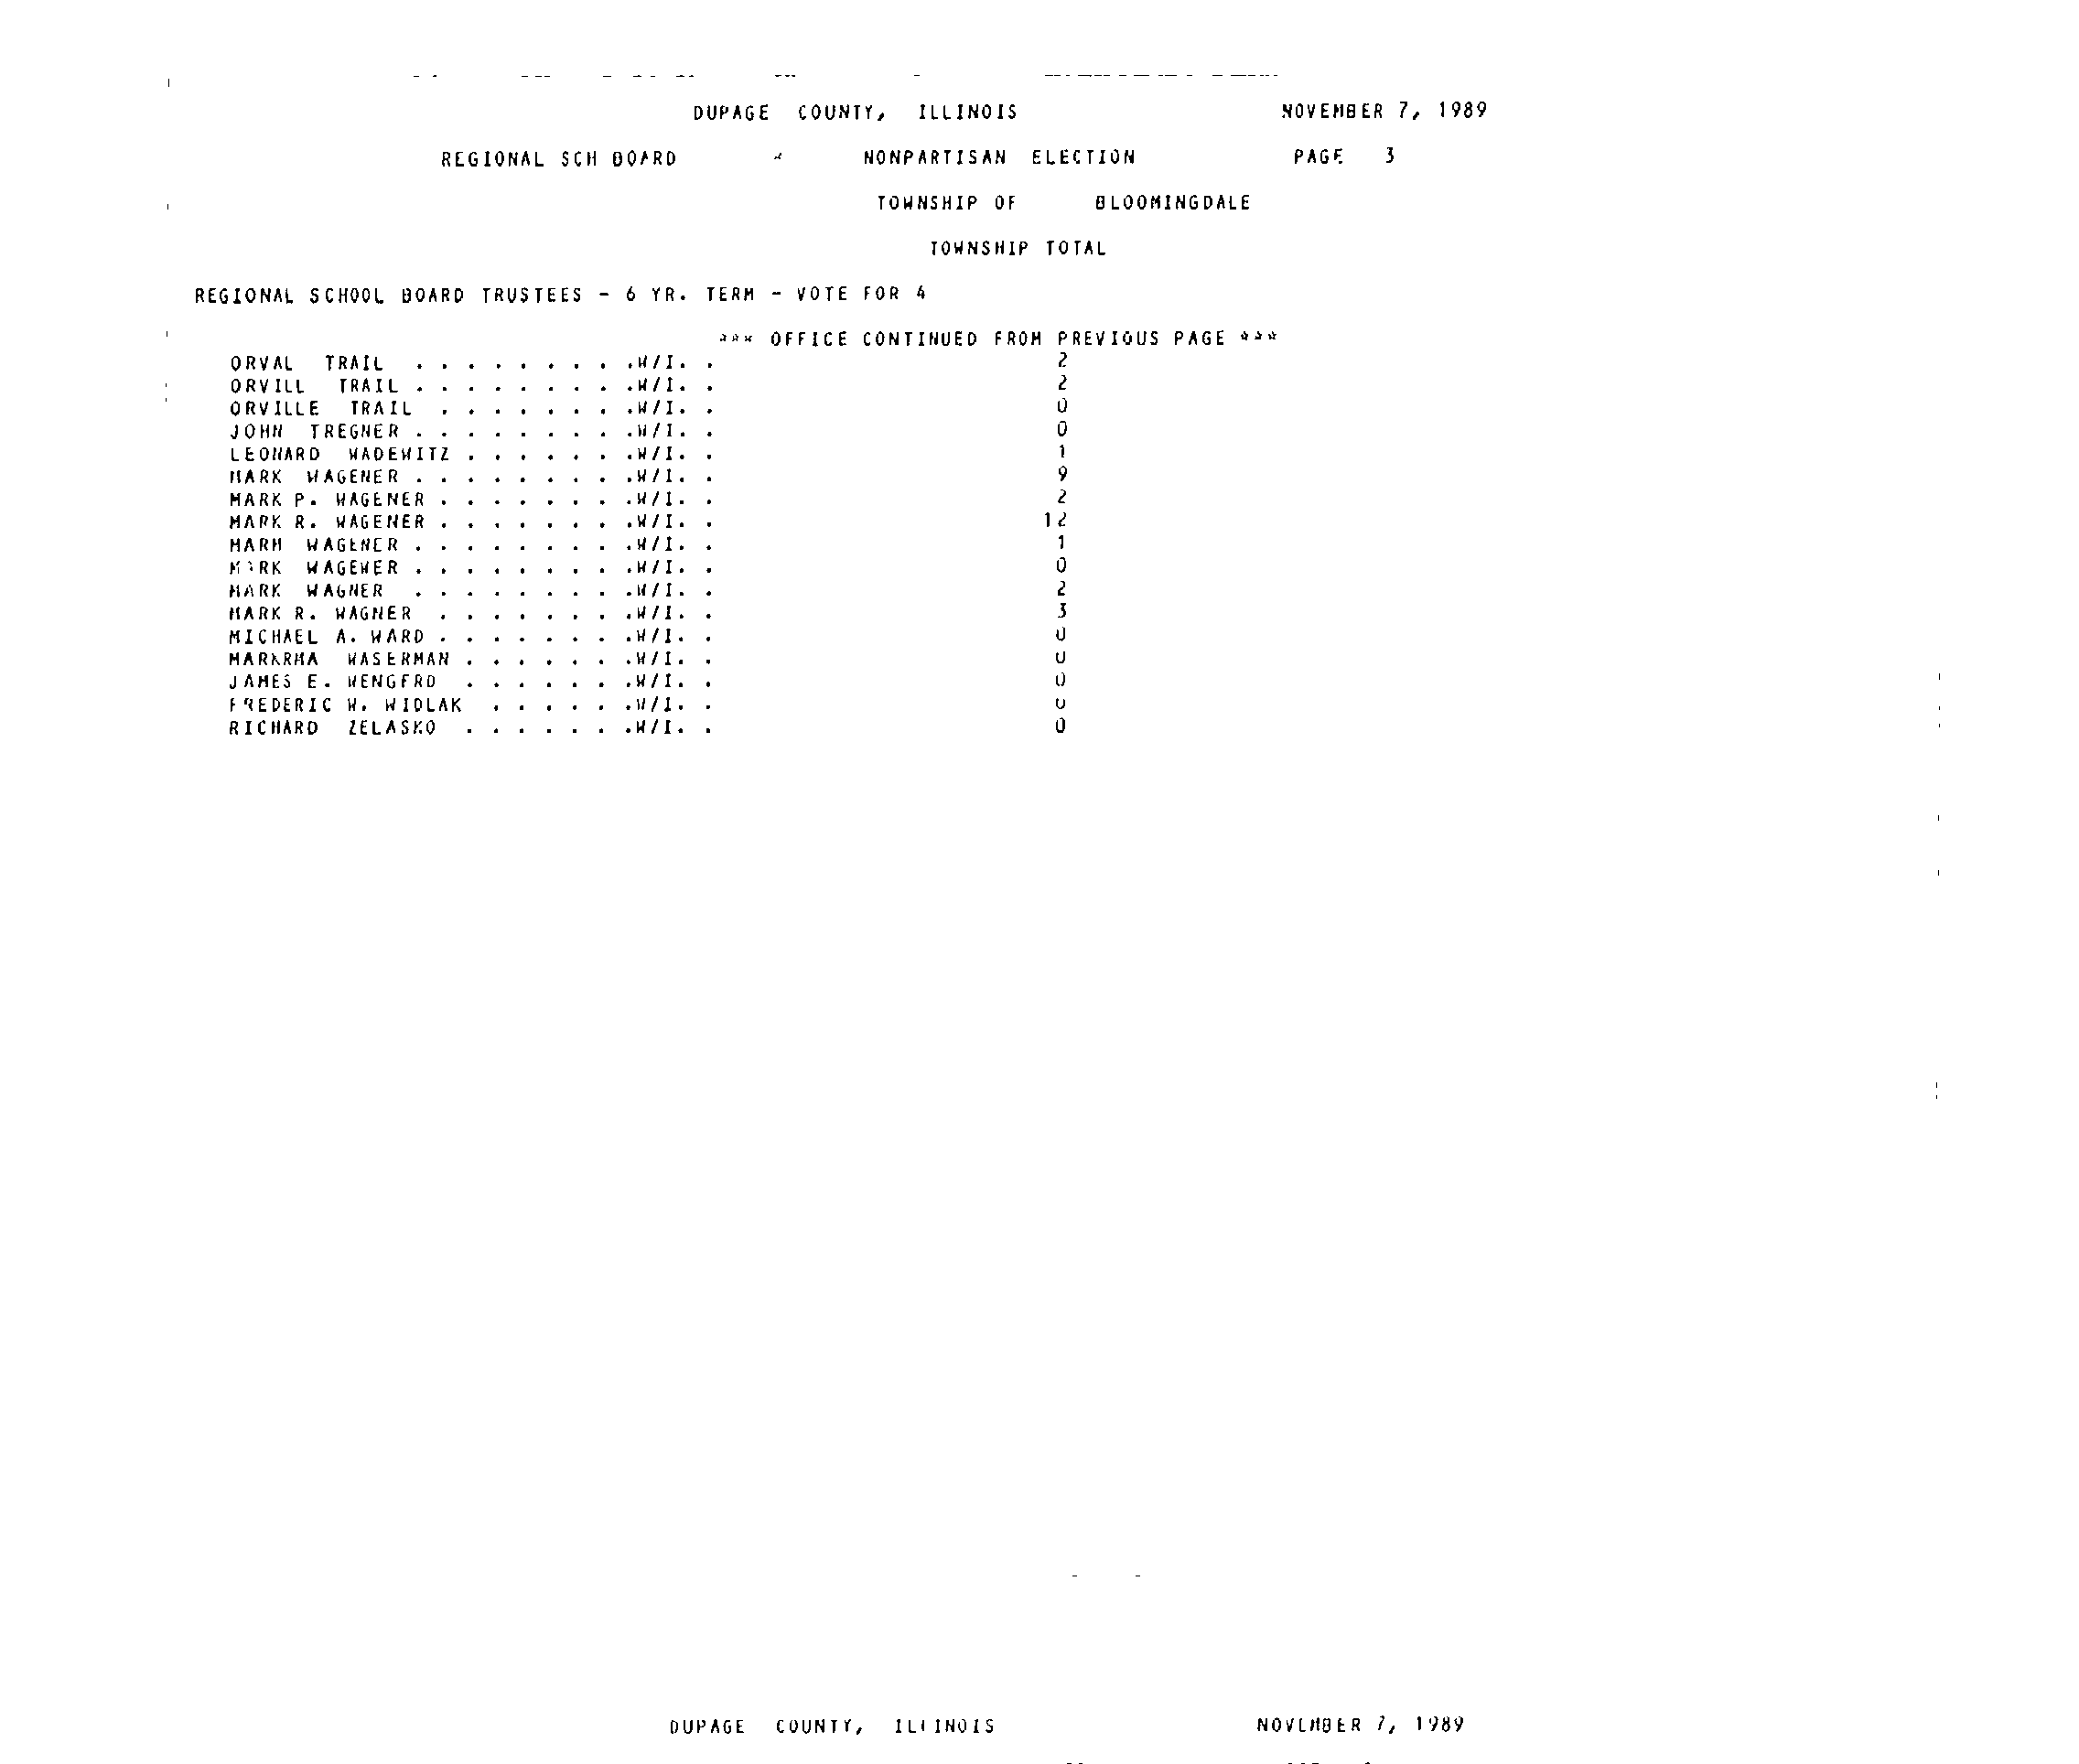 DUPAGE COUNTY, ILLINOIS NOVEMBER 7, 1989
REGIONAL SCH BOARD NONPARTISAN ELECTION PAGE 3
TOWNSHIP OF BLOOMINGDALE
TOWNSHIP TOTAL
REGIONAL SCHOOL BOARD TRUSTEES - 6 YR. TERM - VOTE FOR 4
*** OFFICE CONTINUED FROM PREVIOUS PAGE ***
ORVAL TRAIL . . . . . . . . .W/I. . 2
ORVILL TRAIL . . . . . . . . .W/I. . 2
ORVILLE TRAIL . . . . . . . .W/I. . 0
JOHN TREGNER . . . . . . . . .W/I. . 0
LEONARD WADEWITZ . . . . . . .W/I. . 1
MARK WAGENER . . . . . . . . .W/I. . 9
MARK P. WAGENER . . . . . . . .W/I. . 2
MARK R. WAGENER . . . . . . . .W/I. . 12
MARM WAGENER . . . . . . . . .W/I. . 1
MARK WAGEWER . . . . . . . . .W/I. . 0
MARK WAGNER . . . . . . . . .W/I. . 2
MARK R. WAGNER . . . . . . . .W/I. . 3
MICHAEL A. WARD . . . . . . . .W/I. . 0
MARKRMA WASERMAN . . . . . . .W/I. . 0
JAMES E. WENGFRD . . . . . . .W/I. . 0
FREDERIC W. WIDLAK . . . . . .W/I. . 0
RICHARD ZELASKO . . . . . . .W/I. . 0
DUPAGE COUNTY, ILLINOIS NOVEMBER 7, 1989